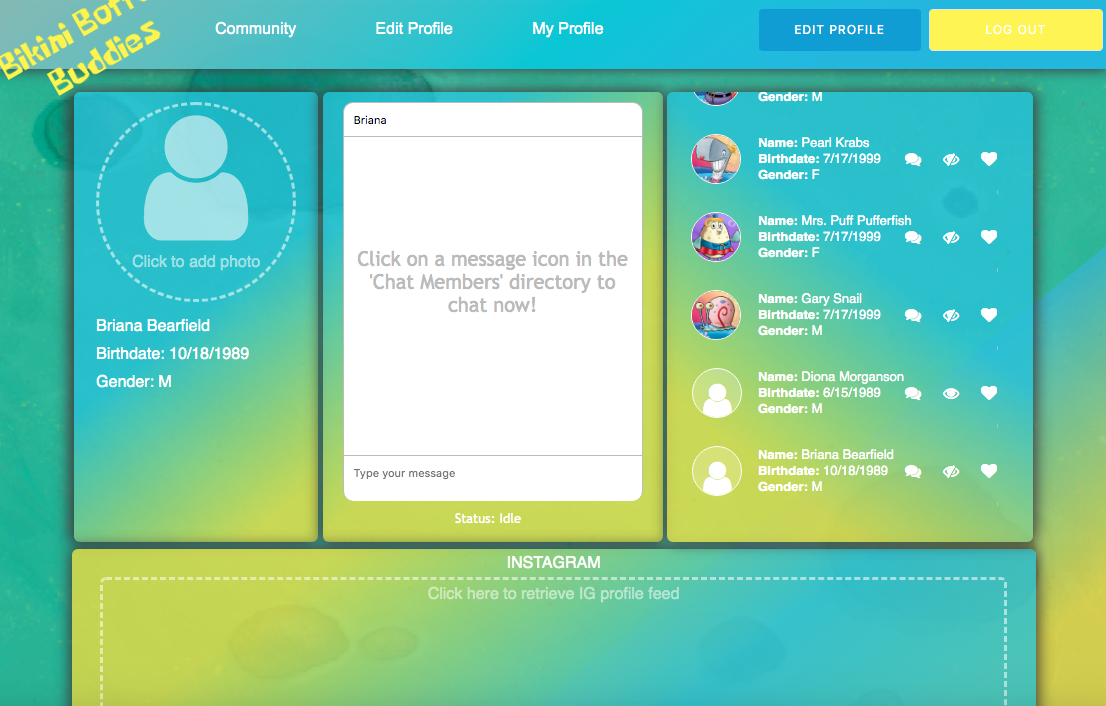 Bikini Bott
Buddies
Community
Edit Profile
My Profile
EDIT PROFILE
LOG OUT
Click to add photo
Briana Bearfield
Birthdate: 10/18/1989
Gender: M
Briana
Click on a message icon in the
'Chat Members' directory to
chat now!
Type your message
Status: Idle
Gender: M
Name: Pearl Krabs
Birthdate: 7/17/1999
Gender: F
Name: Mrs. Puff Pufferfish
Birthdate: 7/17/1999
Gender: F
Name: Gary Snail
Birthdate: 7/17/1999
Gender: M
Name: Diona Morganson
Birthdate: 6/15/1989
Gender: M
Name: Briana Bearfield
Birthdate: 10/18/1989
Gender: M
INSTAGRAM
Click here to retrieve IG profile feed